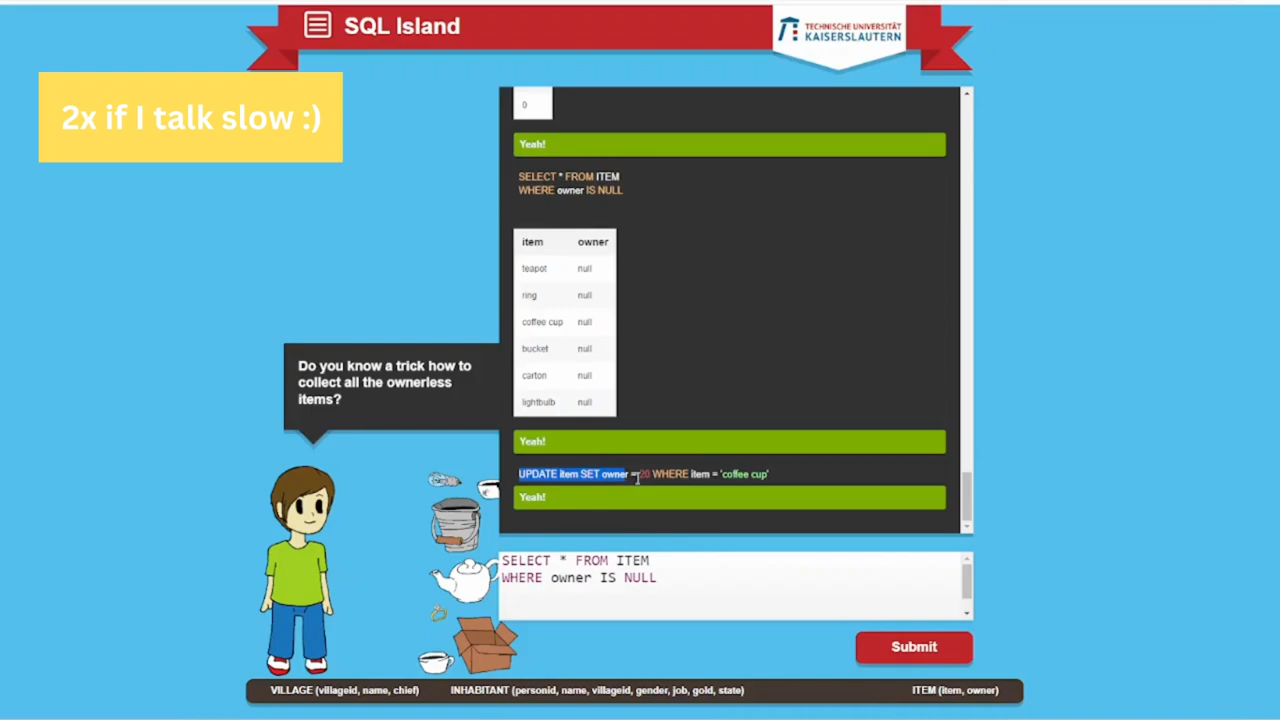 SQL Island
TECHNISCHE UNIVERSITÄT
KAISERSLAUTERN
2x if I talk slow :)
0
Yeah!
SELECT * FROM ITEM
WHERE owner IS NULL
item owner
teapot null
ring null
coffee cup null
bucket null
carton null
lightbulb null
Do you know a trick how to
collect all the ownerless
items?
Yeah!
UPDATE item SET owner = 20 WHERE item = 'coffee cup'
Yeah!
SELECT * FROM ITEM
WHERE owner IS NULL
Submit
VILLAGE (villageid, name, chief) INHABITANT (personid, name, villageid, gender, job, gold, state) ITEM (item, owner)